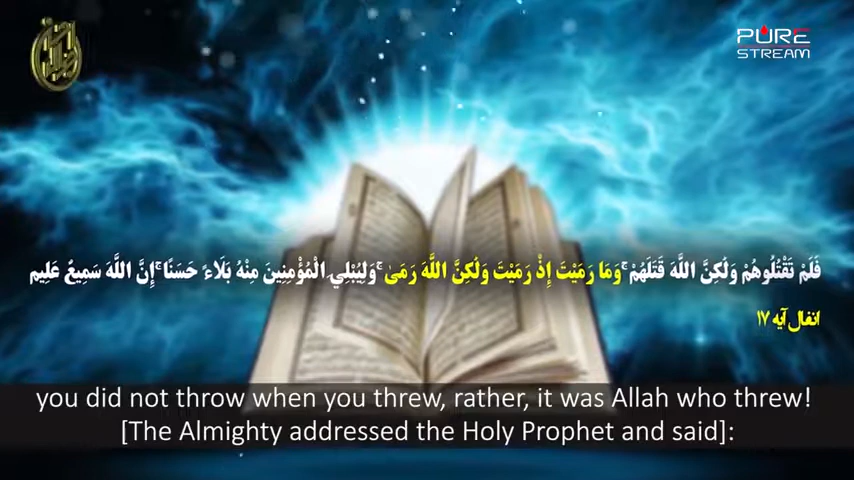 PURE
STREAM
فَلَمْ تَقْتُلُوهُمْ وَلَٰكِنَّ اللَّهَ قَتَلَهُمْ ۚ وَمَا رَمَيْتَ إِذْ رَمَيْتَ وَلَٰكِنَّ اللَّهَ رَمَىٰ ۚ وَلِيُبْلِيَ الْمُؤْمِنِينَ مِنْهُ بَلَاءً حَسَنًا ۚ إِنَّ اللَّهَ سَمِيعٌ عَلِيم
انفال آیه ۱۷
you did not throw when you threw, rather, it was Allah who threw!
[The Almighty addressed the Holy Prophet and said]: